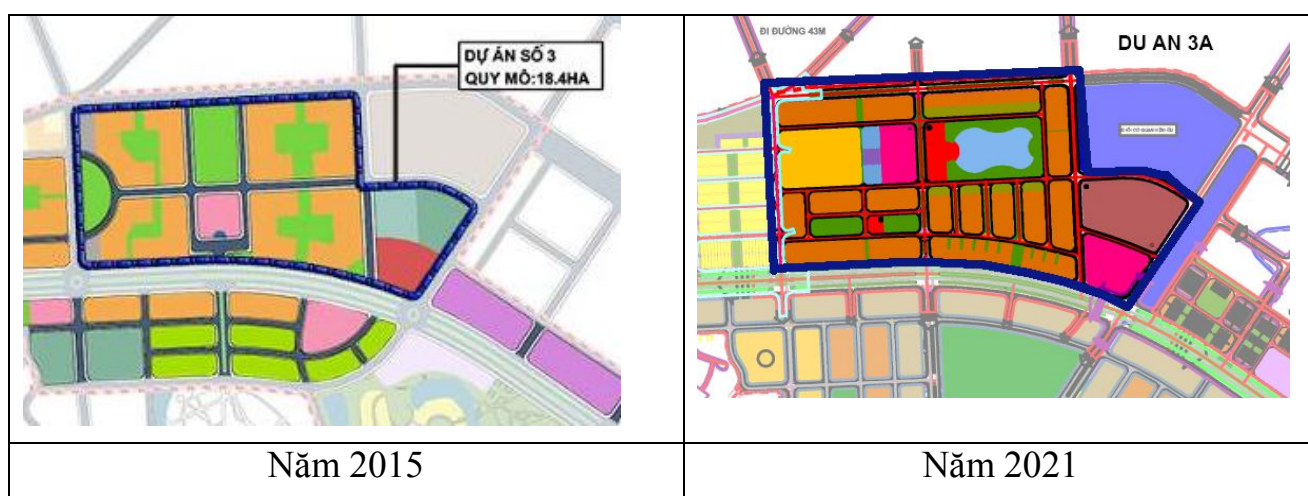 DỰ ÁN SỐ 3
QUY MÔ:18.4HA
ĐI ĐƯỜNG 43M
DU AN 3A
Năm 2015
Năm 2021